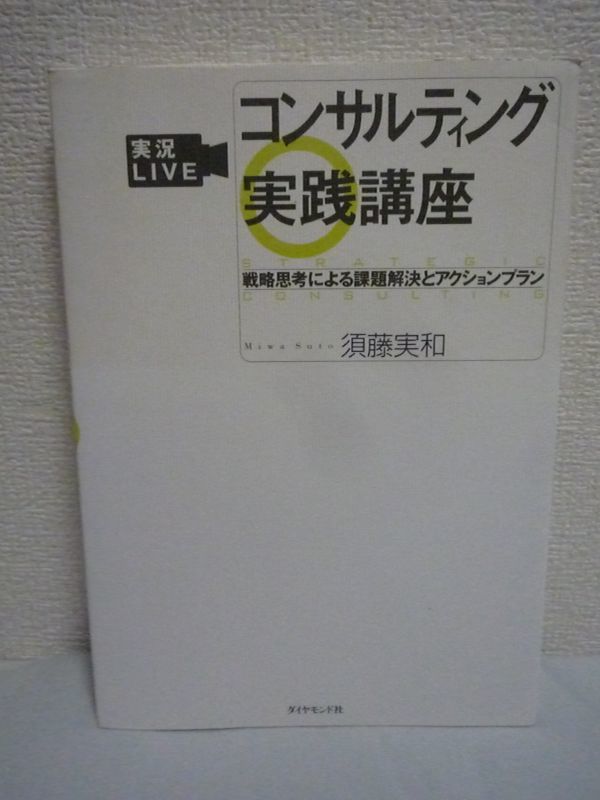 実況
LIVE
コンサルティング
実践講座
STRATEGIC
戦略思考による課題解決とアクションプラン
CONSULTING
Miwa Suto 須藤実和
ダイヤモンド社